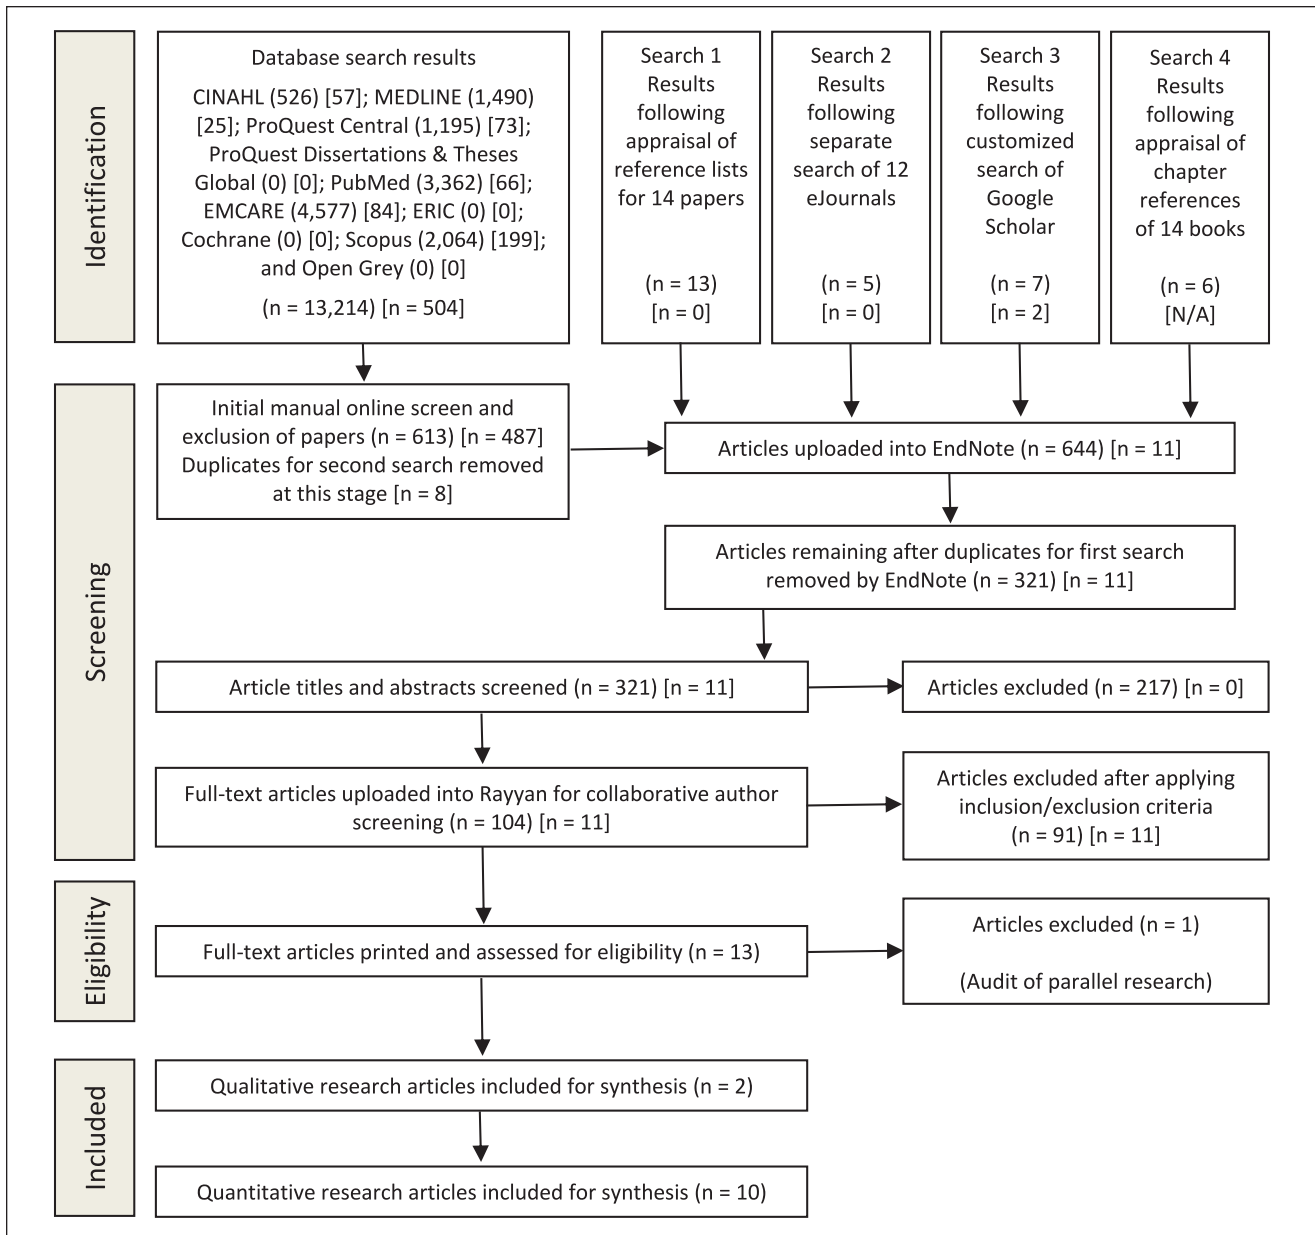 Identification
Database search results
CINAHL (526) [57]; MEDLINE (1,490)
[25]; ProQuest Central (1,195) [73];
ProQuest Dissertations & Theses
Global (0) [0]; PubMed (3,362) [66];
EMCARE (4,577) [84]; ERIC (0) [0];
Cochrane (0) [0]; Scopus (2,064) [199];
and Open Grey (0) [0]
(n = 13,214) [n = 504]
Search 1
Results
following
appraisal of
reference lists
for 14 papers
(n = 13)
[n = 0]
Search 2
Results
following
separate
search of 12
eJournals
(n = 5)
[n = 0]
Search 3
Results
following
customized
search of
Google
Scholar
(n = 7)
[n = 2]
Search 4
Results
following
appraisal of
chapter
references
of 14 books
(n = 6)
[N/A]
Screening
Initial manual online screen and
exclusion of papers (n = 613) [n = 487]
Duplicates for second search removed
at this stage [n = 8]
Articles uploaded into EndNote (n = 644) [n = 11]
Articles remaining after duplicates for first search
removed by EndNote (n = 321) [n = 11]
Article titles and abstracts screened (n = 321) [n = 11]
Articles excluded (n = 217) [n = 0]
Full-text articles uploaded into Rayyan for collaborative author
screening (n = 104) [n = 11]
Articles excluded after applying
inclusion/exclusion criteria
(n = 91) [n = 11]
Eligibility
Full-text articles printed and assessed for eligibility (n = 13)
Articles excluded (n = 1)
(Audit of parallel research)
Included
Qualitative research articles included for synthesis (n = 2)
Quantitative research articles included for synthesis (n = 10)